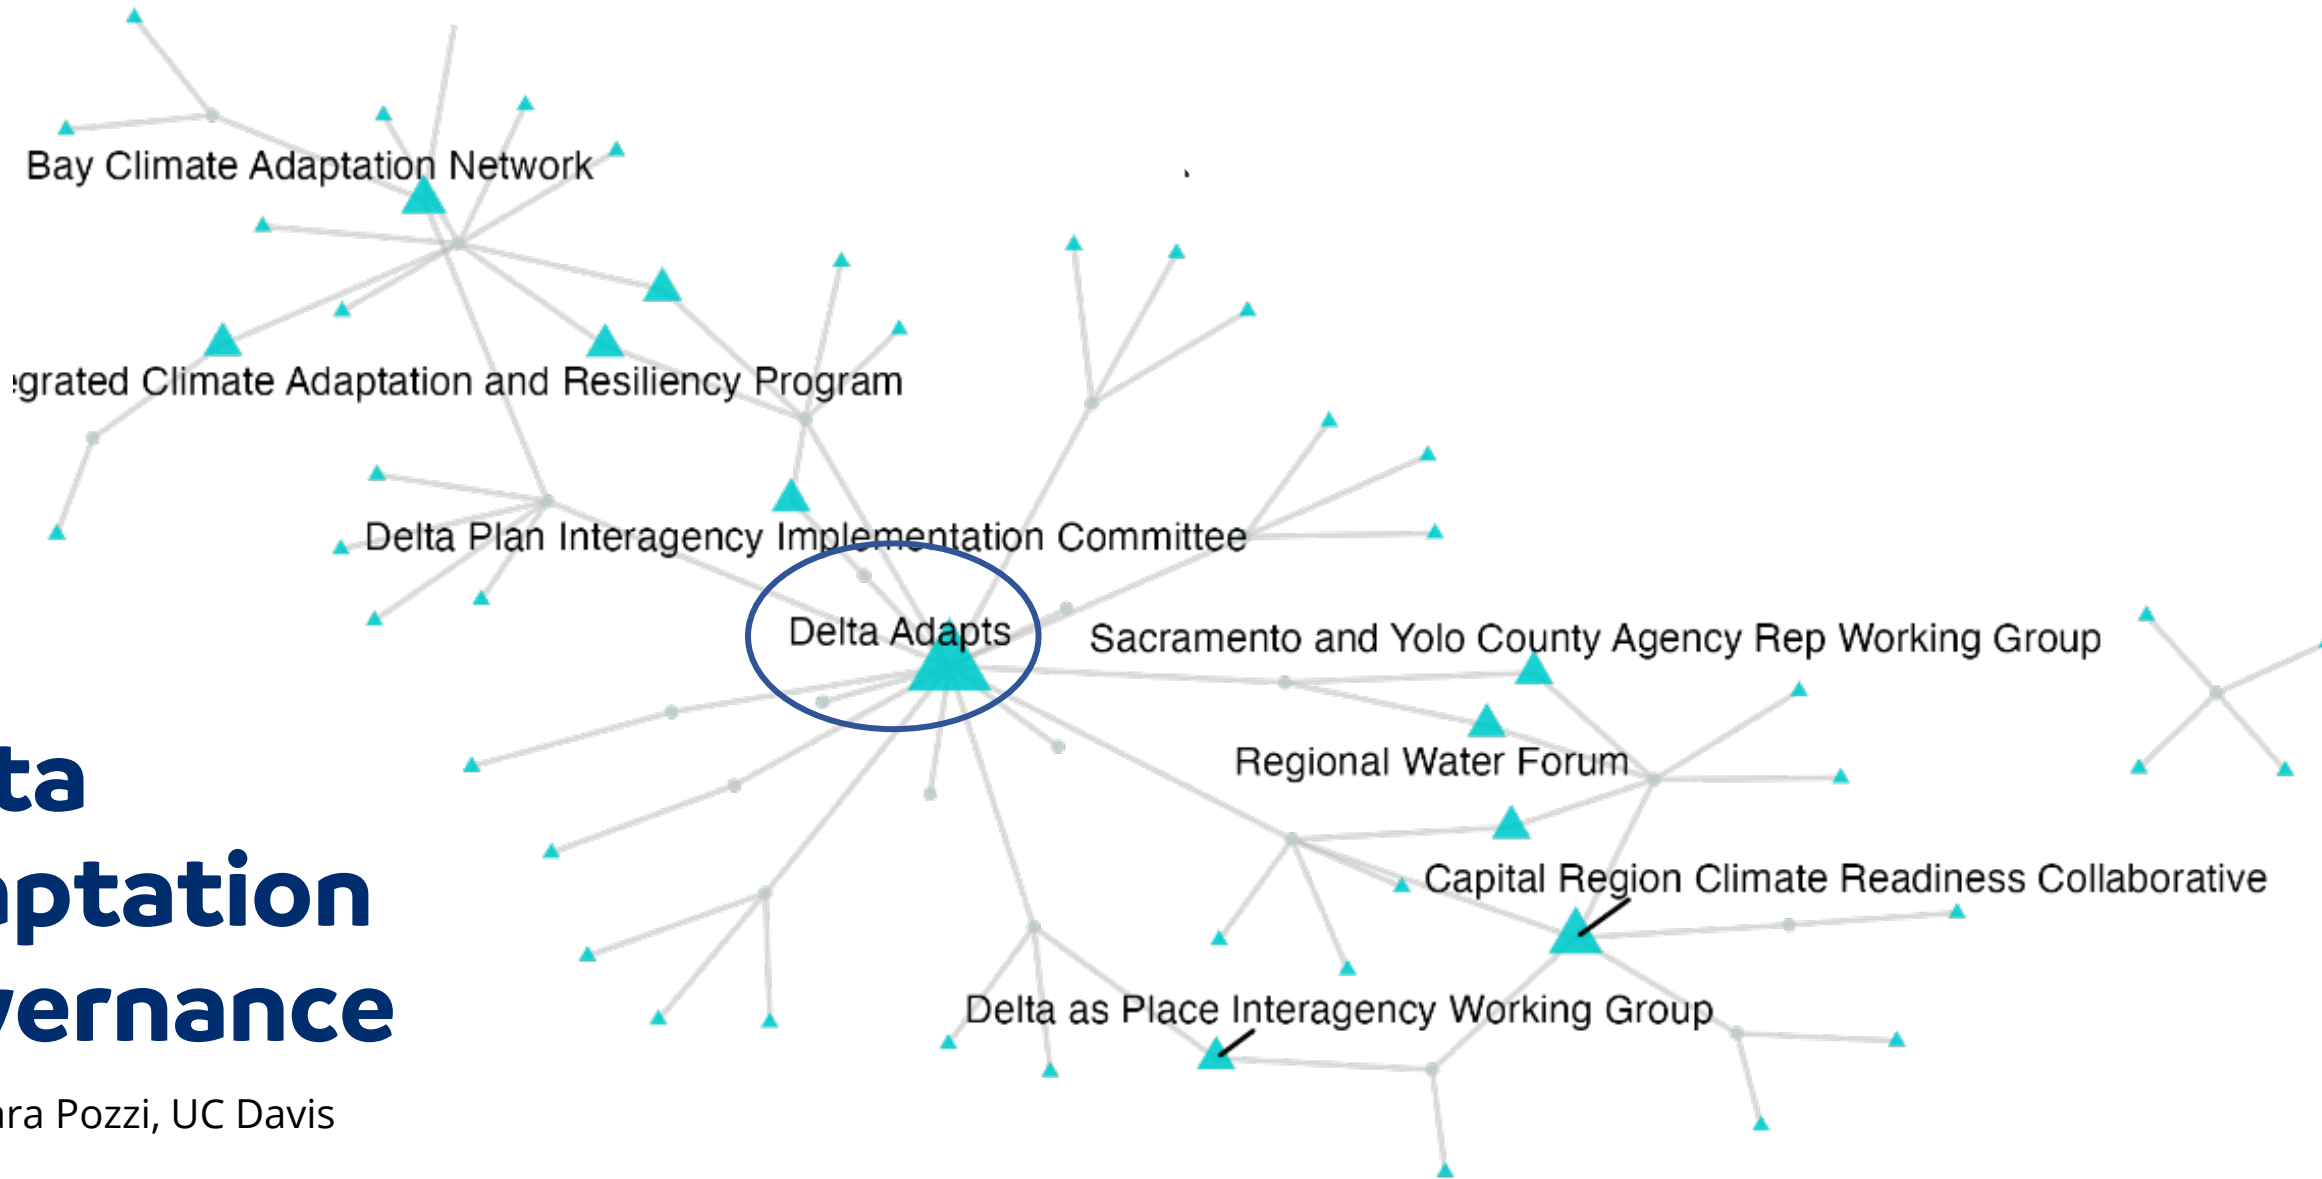 Bay Climate Adaptation Network
egrated Climate Adaptation and Resiliency Program
Delta Plan Interagency Implementation Committee
Delta Adapts
Sacramento and Yolo County Agency Rep Working Group
Regional Water Forum
Capital Region Climate Readiness Collaborative
Delta as Place Interagency Working Group
ta
ptation
vernance
ara Pozzi, UC Davis